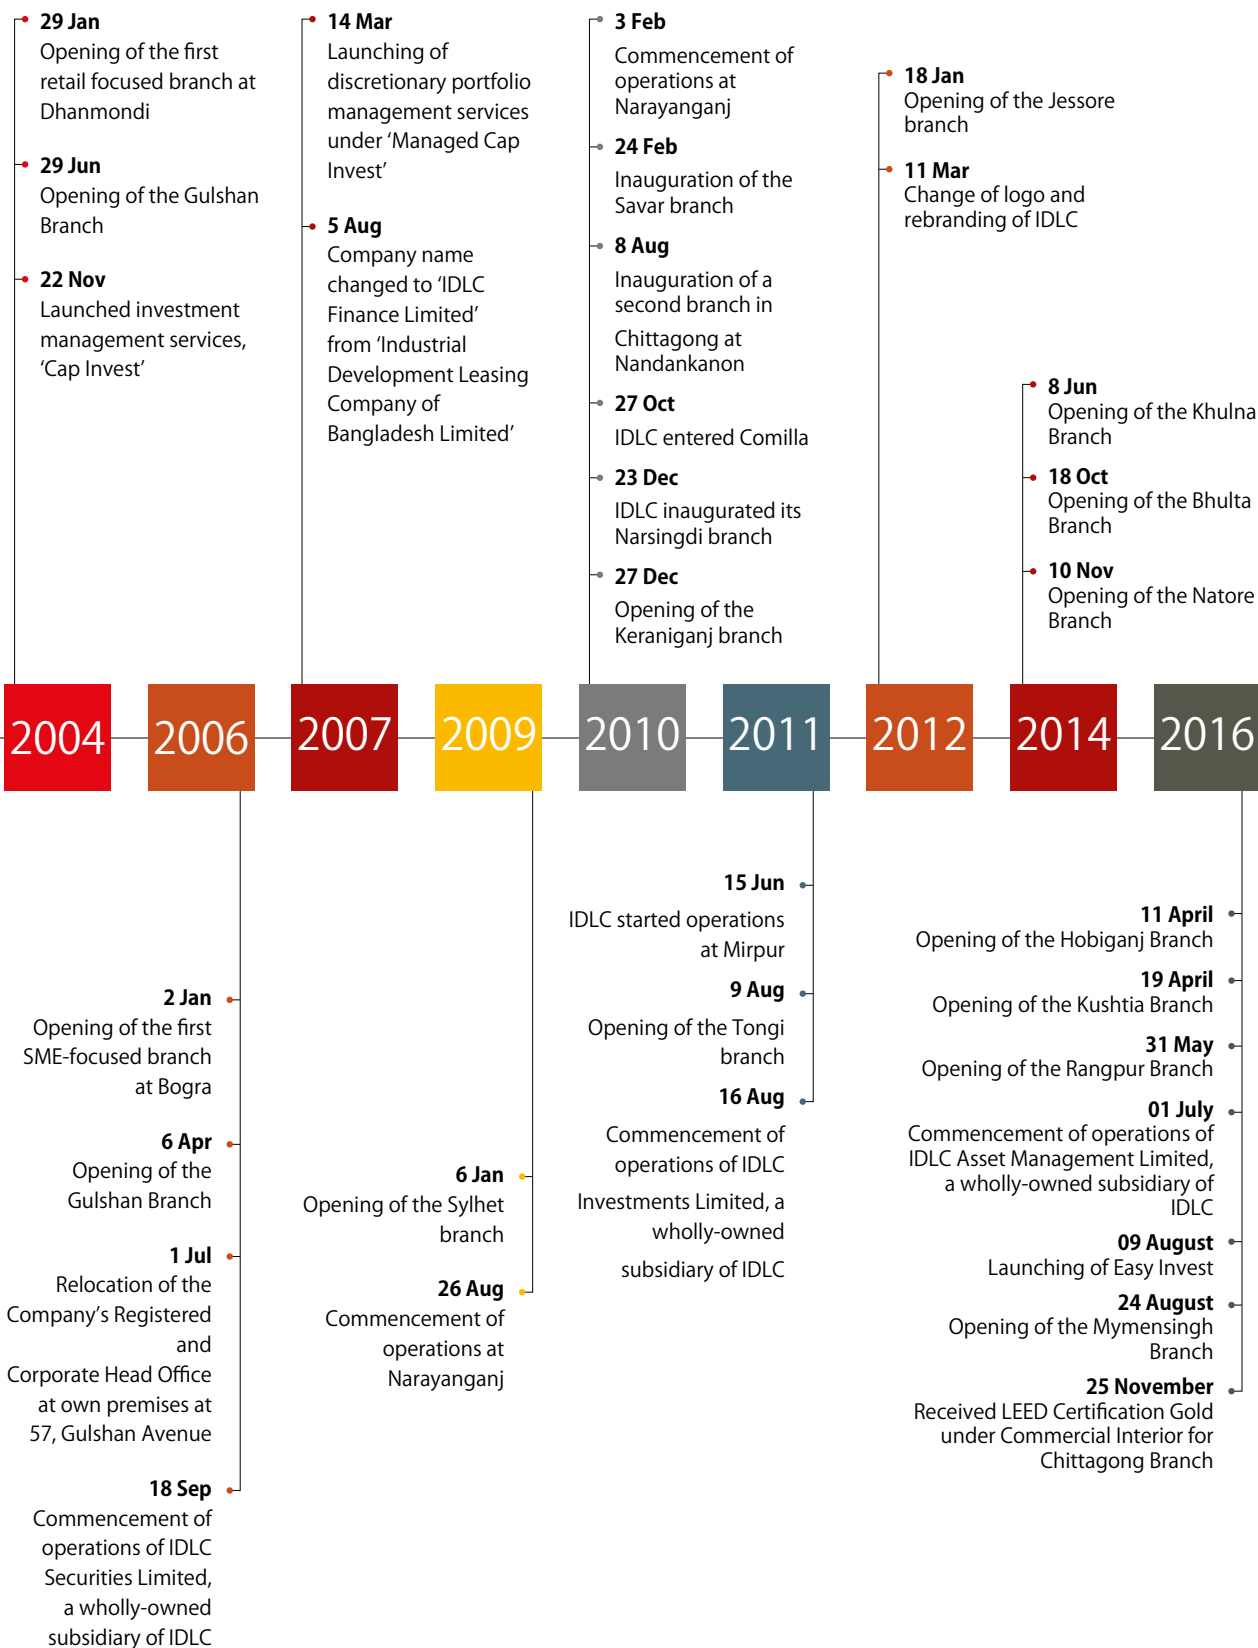 29 Jan
Opening of the first
retail focused branch at
Dhanmondi
29 Jun
Opening of the Gulshan
Branch
22 Nov
Launched investment
management services,
‘Cap Invest’
14 Mar
Launching of
discretionary portfolio
management services
under ‘Managed Cap
Invest’
5 Aug
Company name
changed to ‘IDLC
Finance Limited’
from ‘Industrial
Development Leasing
Company of
Bangladesh Limited’
3 Feb
Commencement of
operations at
Narayanganj
24 Feb
Inauguration of the
Savar branch
8 Aug
Inauguration of a
second branch in
Chittagong at
Nandankanon
27 Oct
IDLC entered Comilla
23 Dec
IDLC inaugurated its
Narsingdi branch
27 Dec
Opening of the
Keraniganj branch
18 Jan
Opening of the Jessore
branch
11 Mar
Change of logo and
rebranding of IDLC
8 Jun
Opening of the Khulna
Branch
18 Oct
Opening of the Bhulta
Branch
10 Nov
Opening of the Natore
Branch
2004
2006
2007
2009
2010
2011
2012
2014
2016
2 Jan
Opening of the first
SME-focused branch
at Bogra
6 Apr
Opening of the
Gulshan Branch
1 Jul
Relocation of the
Company’s Registered
and
Corporate Head Office
at own premises at
57, Gulshan Avenue
18 Sep
Commencement of
operations of IDLC
Securities Limited,
a wholly-owned
subsidiary of IDLC
6 Jan
Opening of the Sylhet
branch
26 Aug
Commencement of
operations at
Narayanganj
15 Jun
IDLC started operations
at Mirpur
9 Aug
Opening of the Tongi
branch
16 Aug
Commencement of
operations of IDLC
Investments Limited, a
wholly-owned
subsidiary of IDLC
11 April
Opening of the Hobiganj Branch
19 April
Opening of the Kushtia Branch
31 May
Opening of the Rangpur Branch
01 July
Commencement of operations of
IDLC Asset Management Limited,
a wholly-owned subsidiary of
IDLC
09 August
Launching of Easy Invest
24 August
Opening of the Mymensingh
Branch
25 November
Received LEED Certification Gold
under Commercial Interior for
Chittagong Branch